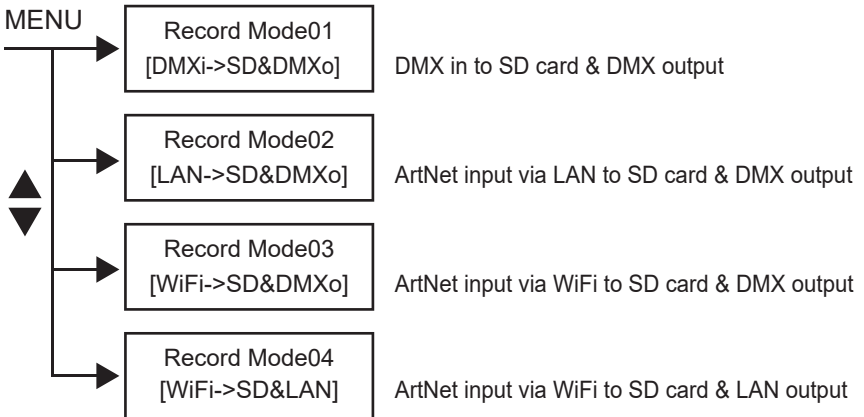 MENU
Record Mode01
[DMXi->SD&DMXo]
DMX in to SD card & DMX output
Record Mode02
[LAN->SD&DMXo]
ArtNet input via LAN to SD card & DMX output
Record Mode03
[WiFi->SD&DMXo]
ArtNet input via WiFi to SD card & DMX output
Record Mode04
[WiFi->SD&LAN]
ArtNet input via WiFi to SD card & LAN output